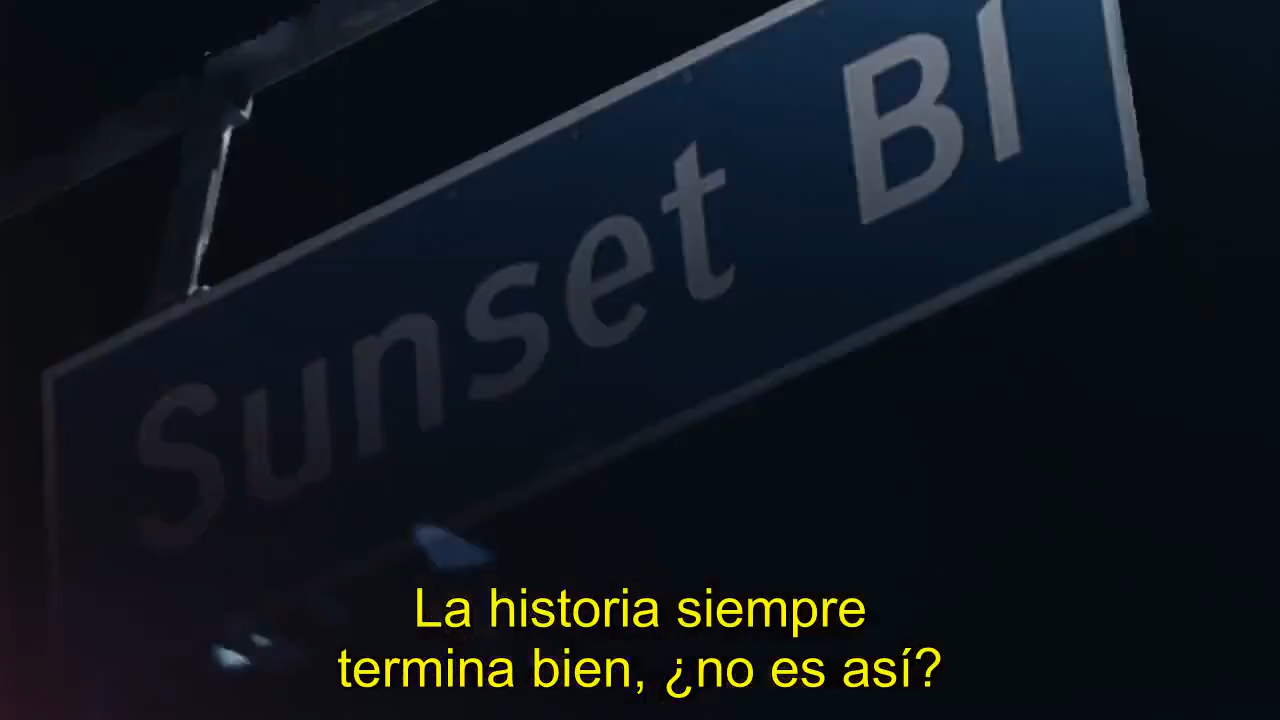 Sunset Bl
La historia siempre
termina bien, ¿no es así?